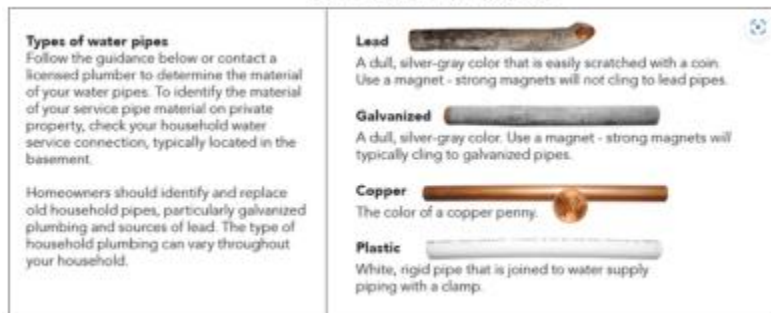 Types of water pipes
Follow the guidance below or contact a
licensed plumber to determine the material
of your water pipes. To identify the material
of your service pipe material on private
property, check your household water
service connection, typically located in the
basement.
Homeowners should identify and replace
old household pipes, particularly galvanized
plumbing and sources of lead. The type of
household plumbing can vary throughout
your household.
Lead
A dull, silver-gray color that is easily scratched with a coin.
Use a magnet - strong magnets will not cling to lead pipes.
Galvanized
A dull, silver-gray color. Use a magnet - strong magnets will
typically cling to galvanized pipes.
Copper
The color of a copper penny.
Plastic
White, rigid pipe that is joined to water supply
piping with a clamp.